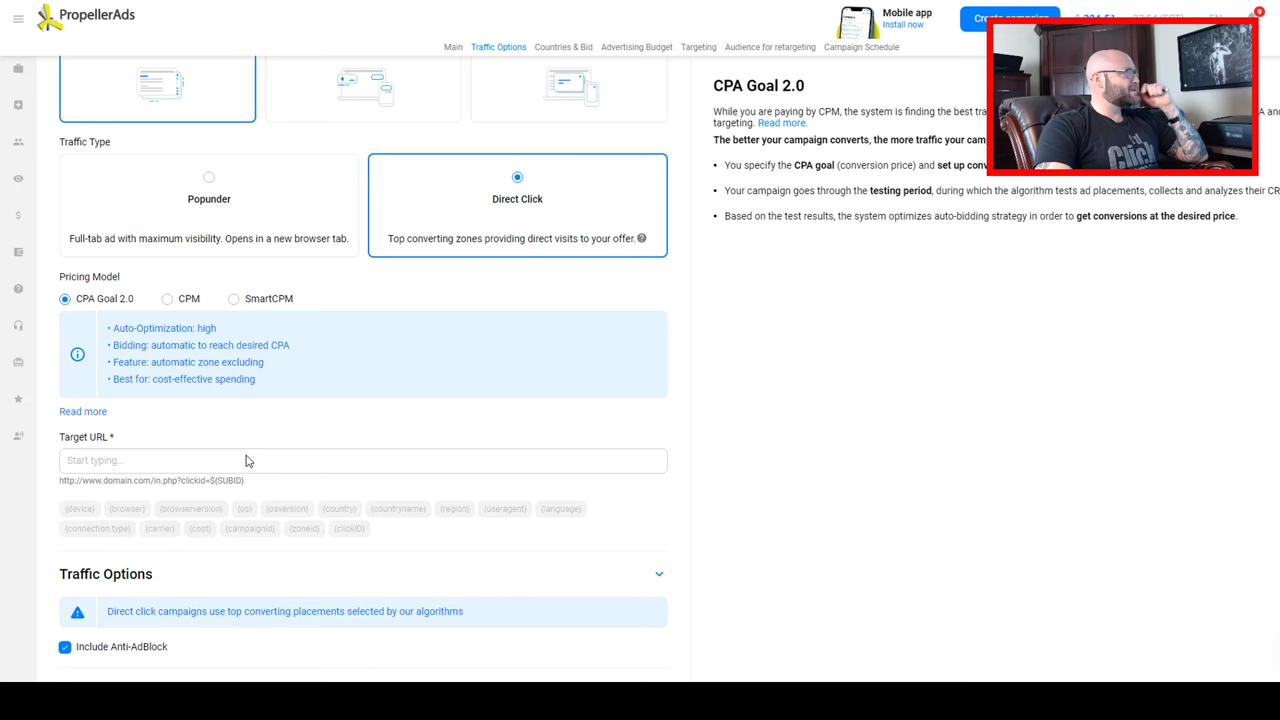 PropellerAds
Mobile app
Install now
Create campaign
EN
9
Main Traffic Options Countries & Bid Advertising Budget Targeting Audience for retargeting Campaign Schedule
Traffic Type
Popunder
Full-tab ad with maximum visibility. Opens in a new browser tab.
Direct Click
Top converting zones providing direct visits to your offer.
Pricing Model
CPA Goal 2.0 CPM SmartCPM
• Auto-Optimization: high
• Bidding: automatic to reach desired CPA
• Feature: automatic zone excluding
• Best for: cost-effective spending
Read more
Target URL *
Start typing...
http://www.domain.com/in.php?clickid=${SUBID}
{device} {browser} {browserversion} {os} {osversion} {country} {countryname} {region} {useragent} {language}
{connection.type} {carrier} {cost} {campaignid} {zoneid} {clickID}
Traffic Options
Direct click campaigns use top converting placements selected by our algorithms
Include Anti-AdBlock
CPA Goal 2.0
While you are paying by CPM, the system is finding the best tra
targeting. Read more.
The better your campaign converts, the more traffic your cam
• You specify the CPA goal (conversion price) and set up conv
• Your campaign goes through the testing period, during which the algorithm tests ad placements, collects and analyzes their CR
• Based on the test results, the system optimizes auto-bidding strategy in order to get conversions at the desired price.
I'd
Click